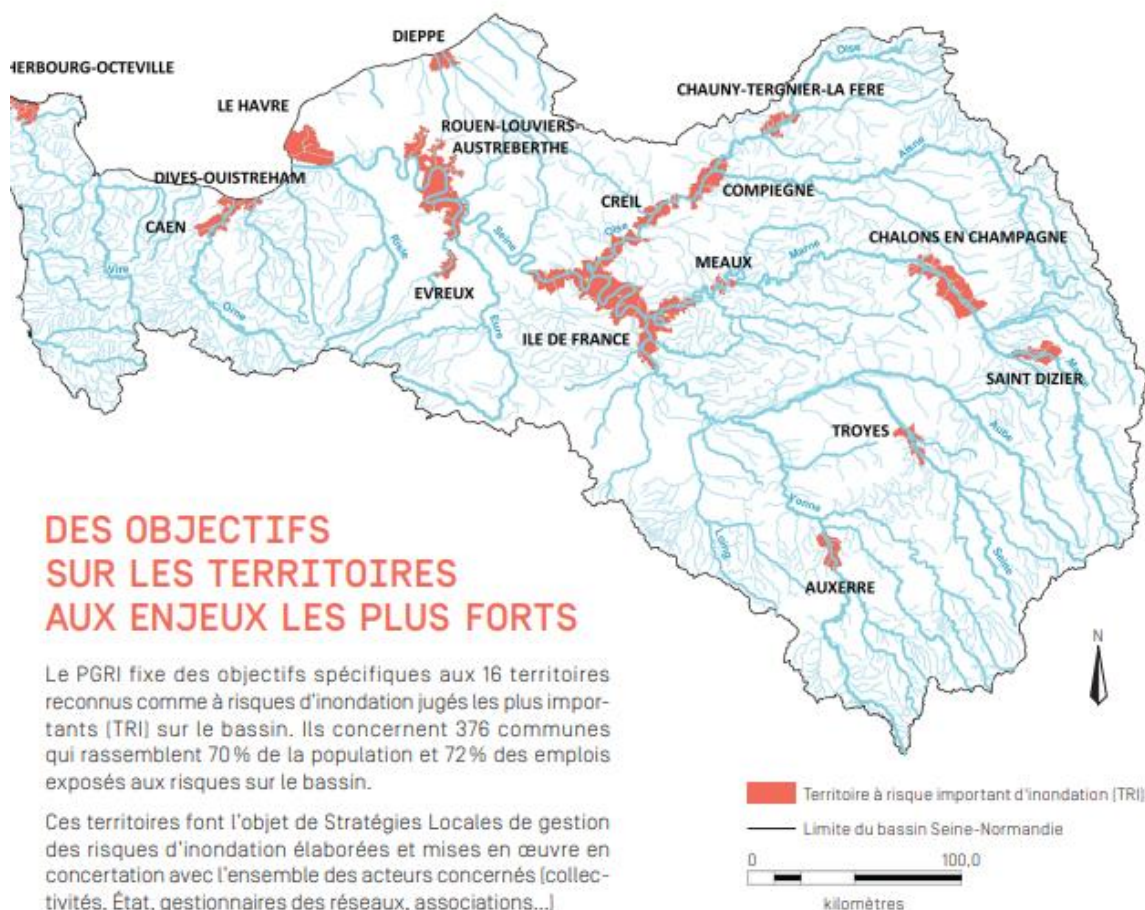 DIEPPE
HERBOURG-OCTEVILLE
CHAUNY-TERGNIER-LA FERE
Oise
LE HAVRE
ROUEN-LOUVIERS-
AUSTREBERTHE
Aisne
DIVES-OUISTREHAM
COMPIEGNE
CREIL
CAEN
Oise
Seine
CHALONS EN CHAMPAGNE
MEAUX
Marne
Risle
Vire
EVREUX
Orne
Eure
ILE DE FRANCE
SAINT DIZIER
TROYES
Aube
Yonne
Loing
Seine
AUXERRE
DES OBJECTIFS
SUR LES TERRITOIRES
AUX ENJEUX LES PLUS FORTS
N
Le PGRI fixe des objectifs spécifiques aux 16 territoires
reconnus comme à risques d'inondation jugés les plus impor-
tants (TRI) sur le bassin. Ils concernent 376 communes
qui rassemblent 70 % de la population et 72 % des emplois
exposés aux risques sur le bassin.
Ces territoires font l'objet de Stratégies Locales de gestion
des risques d'inondation élaborées et mises en œuvre en
concertation avec l'ensemble des acteurs concernés (collec-
tivités, État, gestionnaires des réseaux, associations...)
Territoire à risque important d'inondation (TRI)
Limite du bassin Seine-Normandie
0 100,0
kilomètres